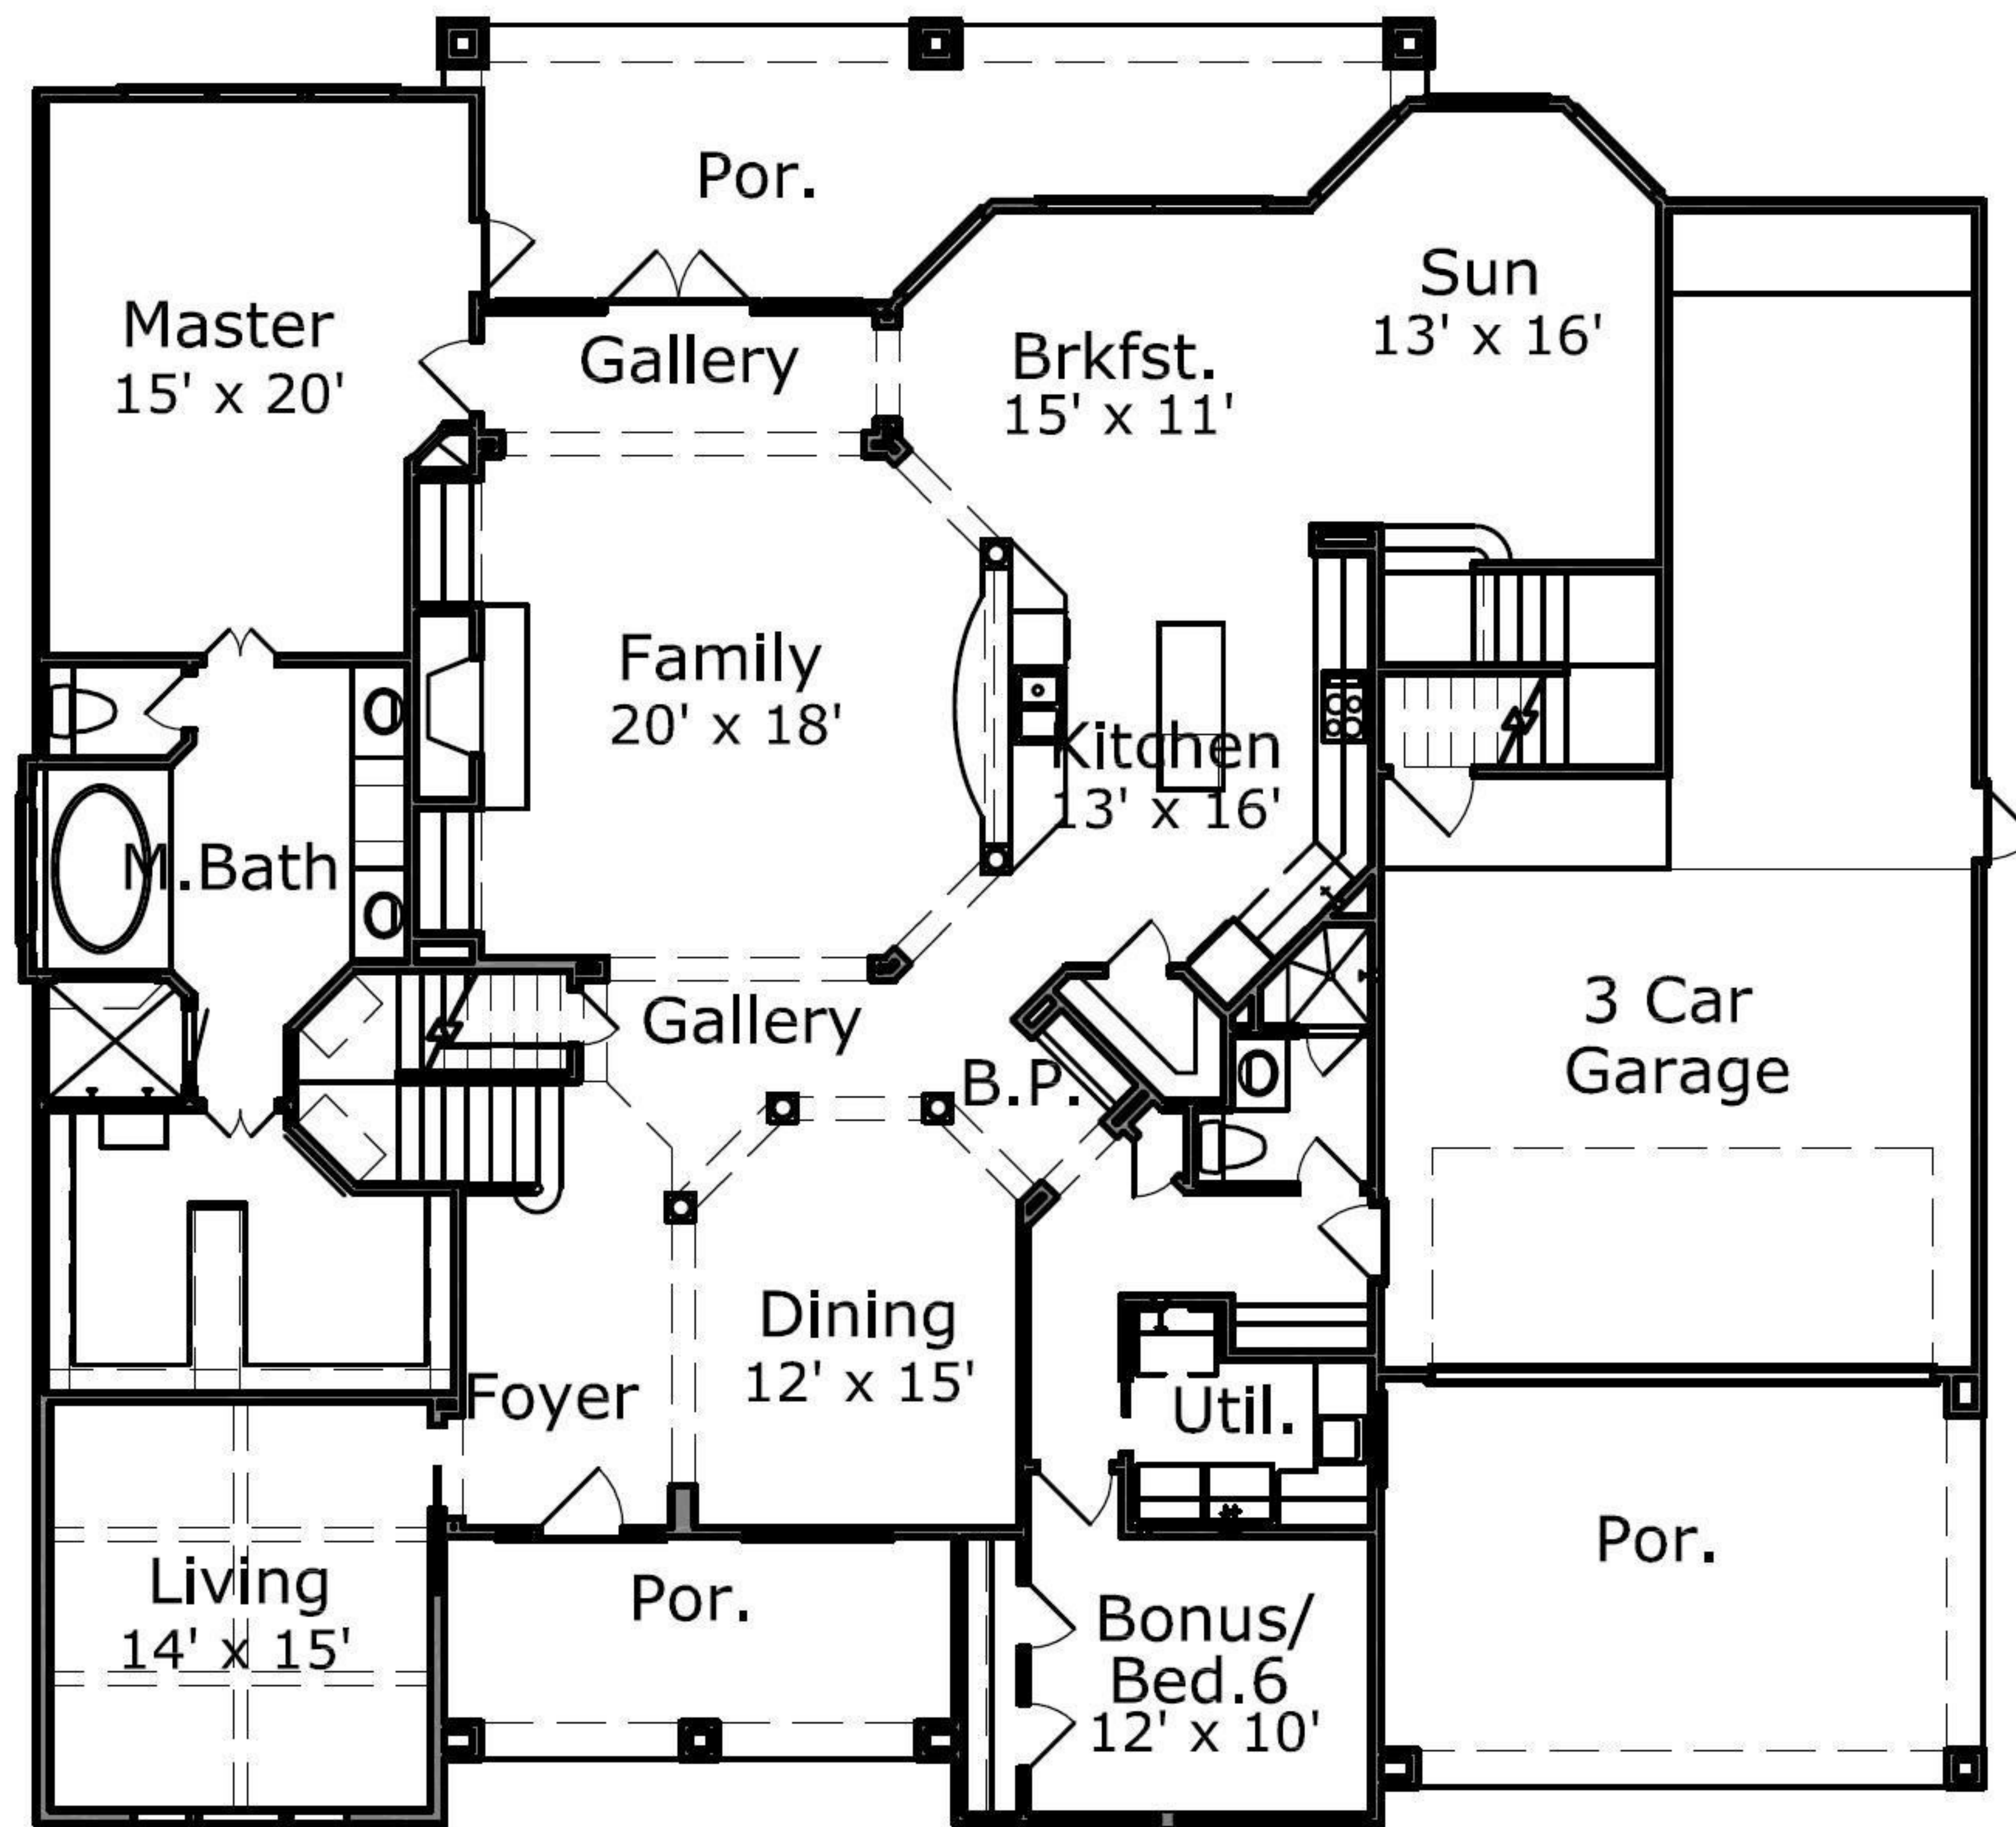 Por.
Sun
13' x 16'
Master
15' x 20'
Gallery
Brkfst.
15' x 11'
Family
20' x 18'
Kitchen
13' x 16'
M.Bath
Gallery
B.P.
3 Car
Garage
Dining
12' x 15'
Foyer
Util.
Living
14' x 15'
Por.
Bonus/
Bed.6
12' x 10'
Por.